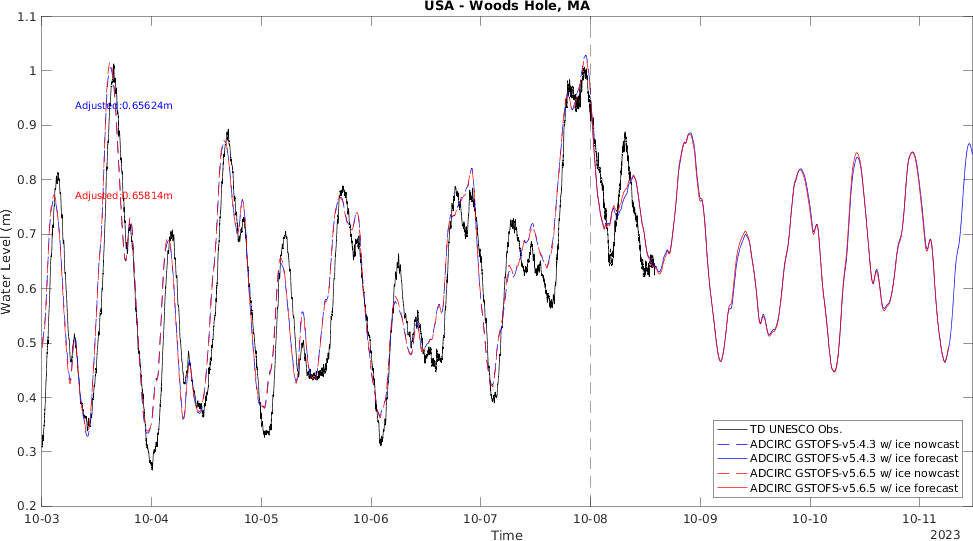 USA - Woods Hole, MA
1.1
1
0.9
0.8
0.7
0.6
0.5
0.4
0.3
0.2
Water Level (m)
Adjusted:0.65624m
Adjusted:0.65814m
TD UNESCO Obs.
ADCIRC GSTOFS-v5.4.3 w/ ice nowcast
ADCIRC GSTOFS-v5.4.3 w/ ice forecast
ADCIRC GSTOFS-v5.6.5 w/ ice nowcast
ADCIRC GSTOFS-v5.6.5 w/ ice forecast
10-03 10-04 10-05 10-06 10-07 10-08 10-09 10-10 10-11
Time
2023